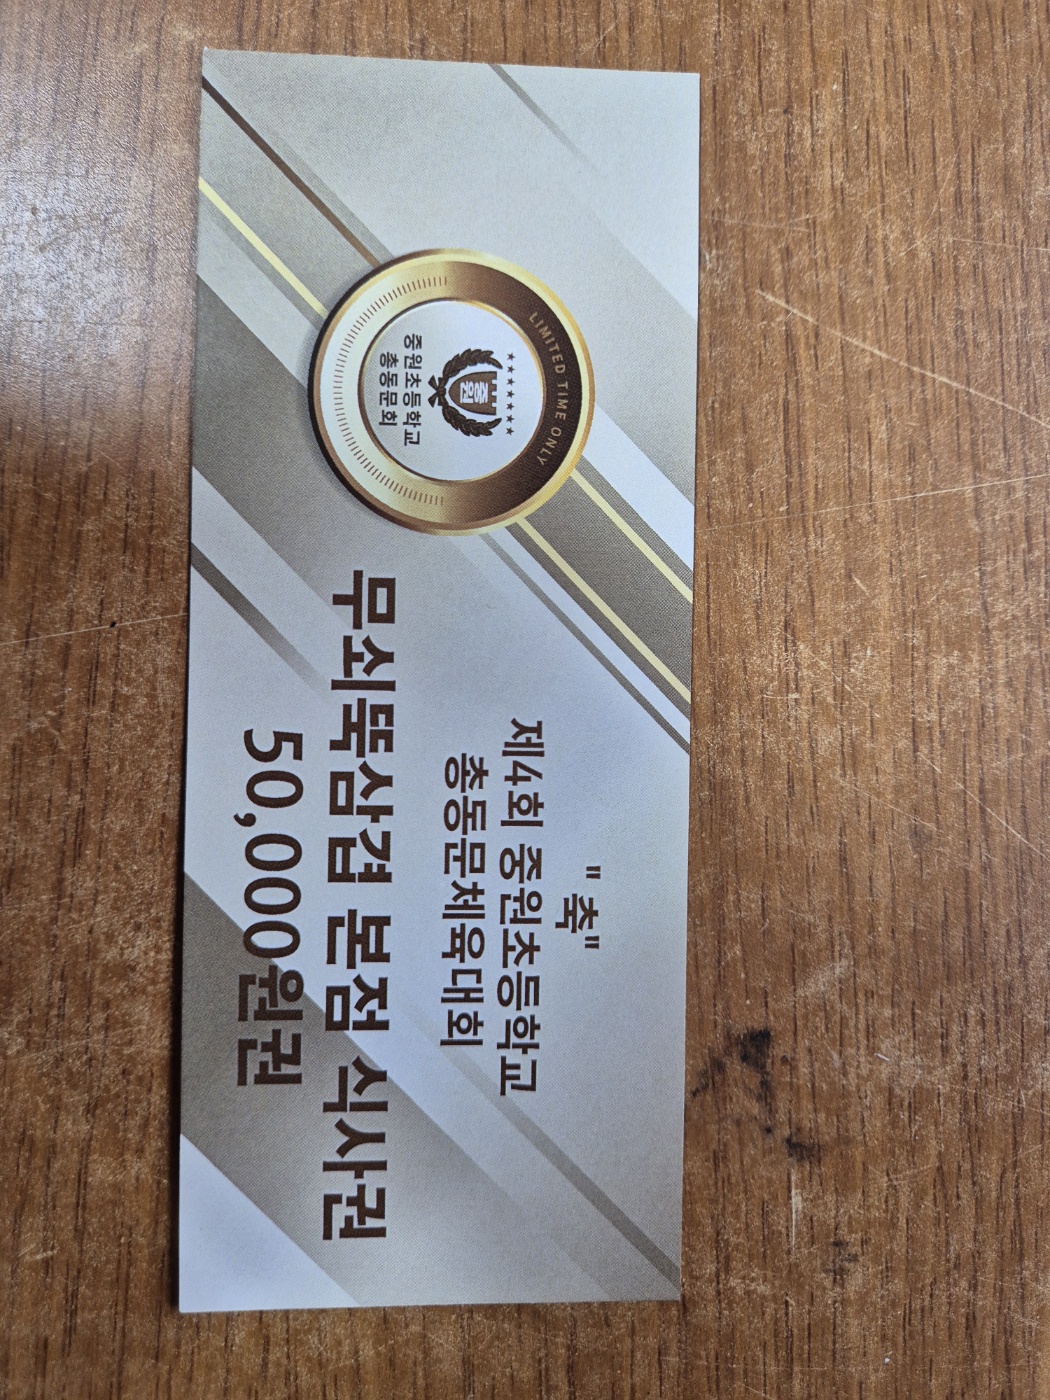 LIMITED TIME ONLY
중원
중원초등학교
총동문회
"축"
제4회 중원초등학교
총동문체육대회
무쇠뚝삼겹 본점 식사권
50,000원권